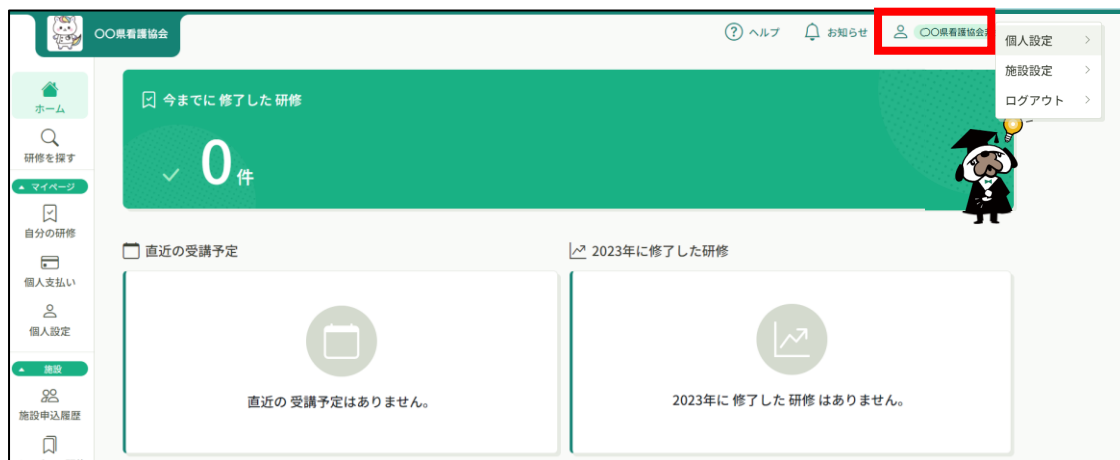 〇〇県看護協会
ヘルプ
お知らせ
〇〇県看護協会
個人設定
施設設定
ログアウト
ホーム
研修を探す
マイページ
自分の研修
個人支払い
個人設定
施設
施設申込履歴
今までに 修了した 研修
0 件
直近の受講予定
直近の 受講予定はありません。
2023年に修了した研修
2023年に 修了した 研修 はありません。